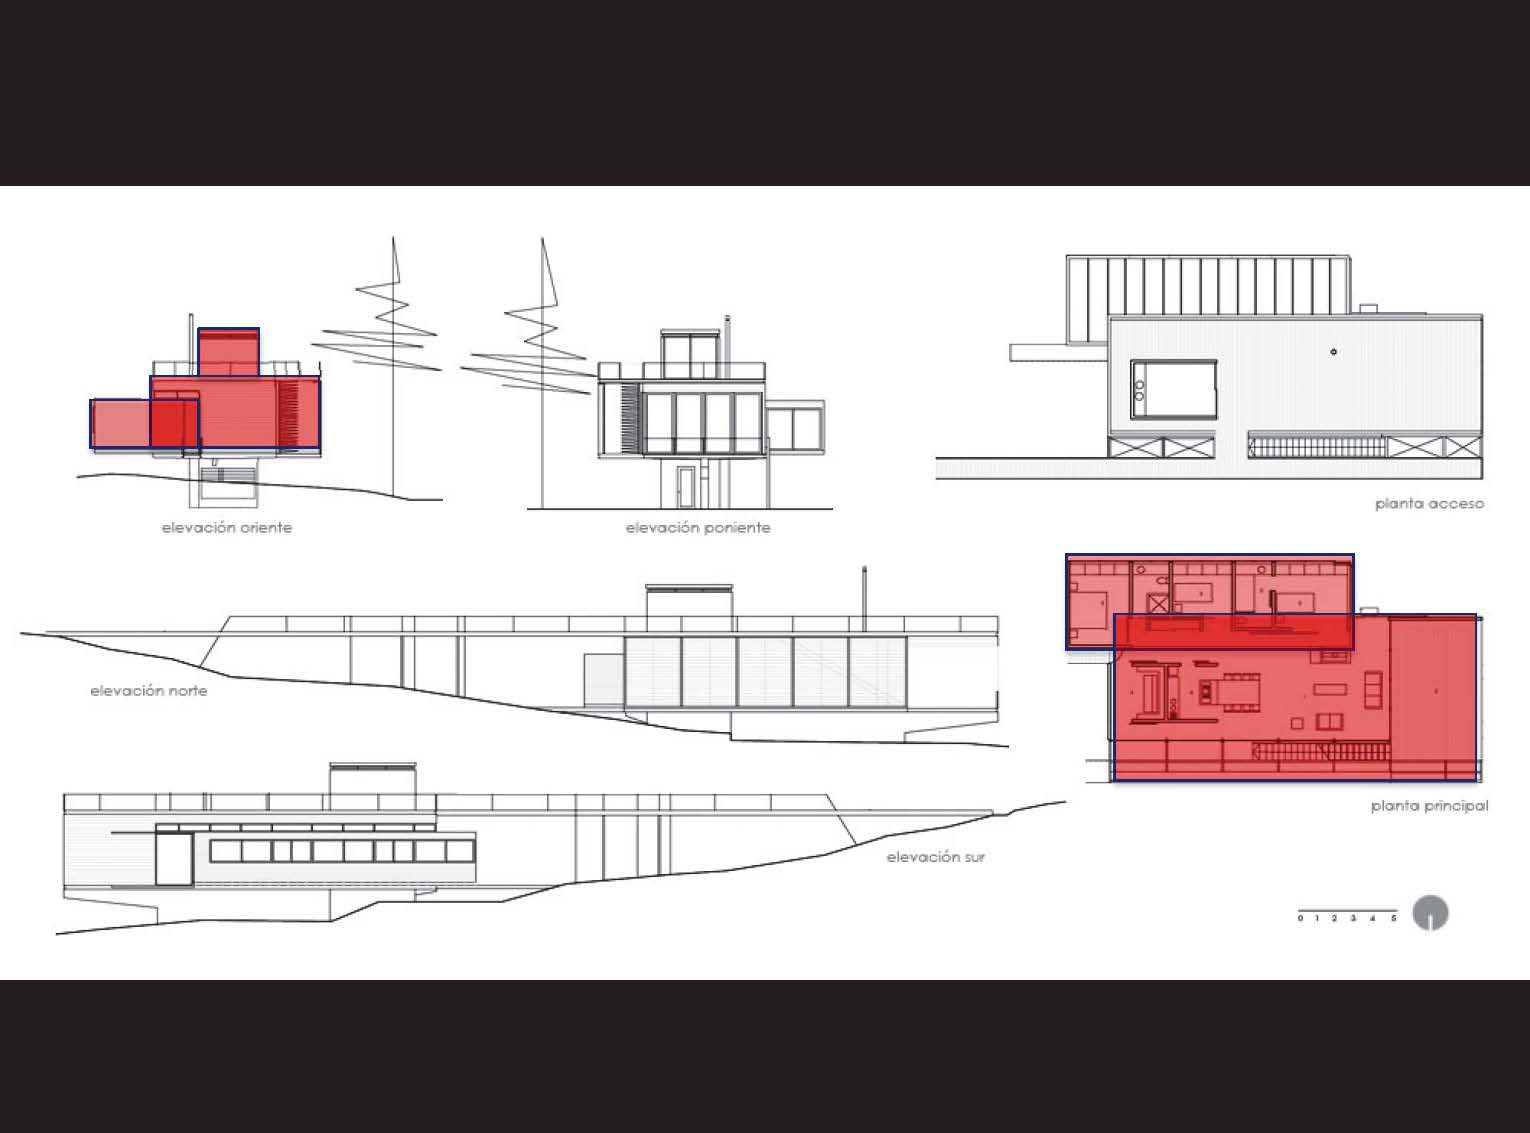 elevación oriente
elevación poniente
planta acceso
elevación norte
planta principal
elevación sur
0 1 2 3 4 5